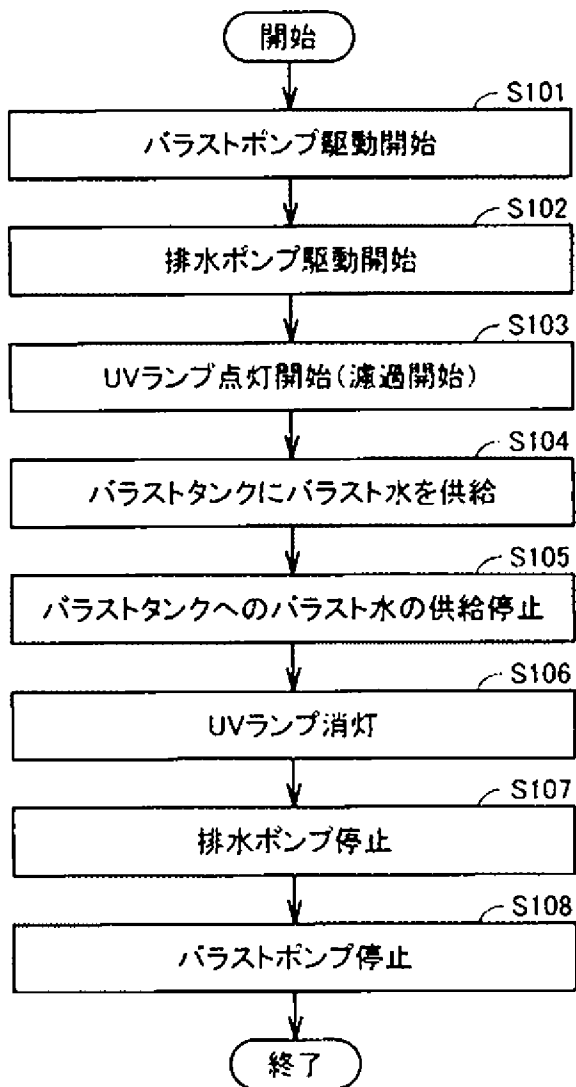 開始
S101
バラストポンプ駆動開始
S102
排水ポンプ駆動開始
S103
UVランプ点灯開始(濾過開始)
S104
バラストタンクにバラスト水を供給
S105
バラストタンクへのバラスト水の供給停止
S106
UVランプ消灯
S107
排水ポンプ停止
S108
バラストポンプ停止
終了